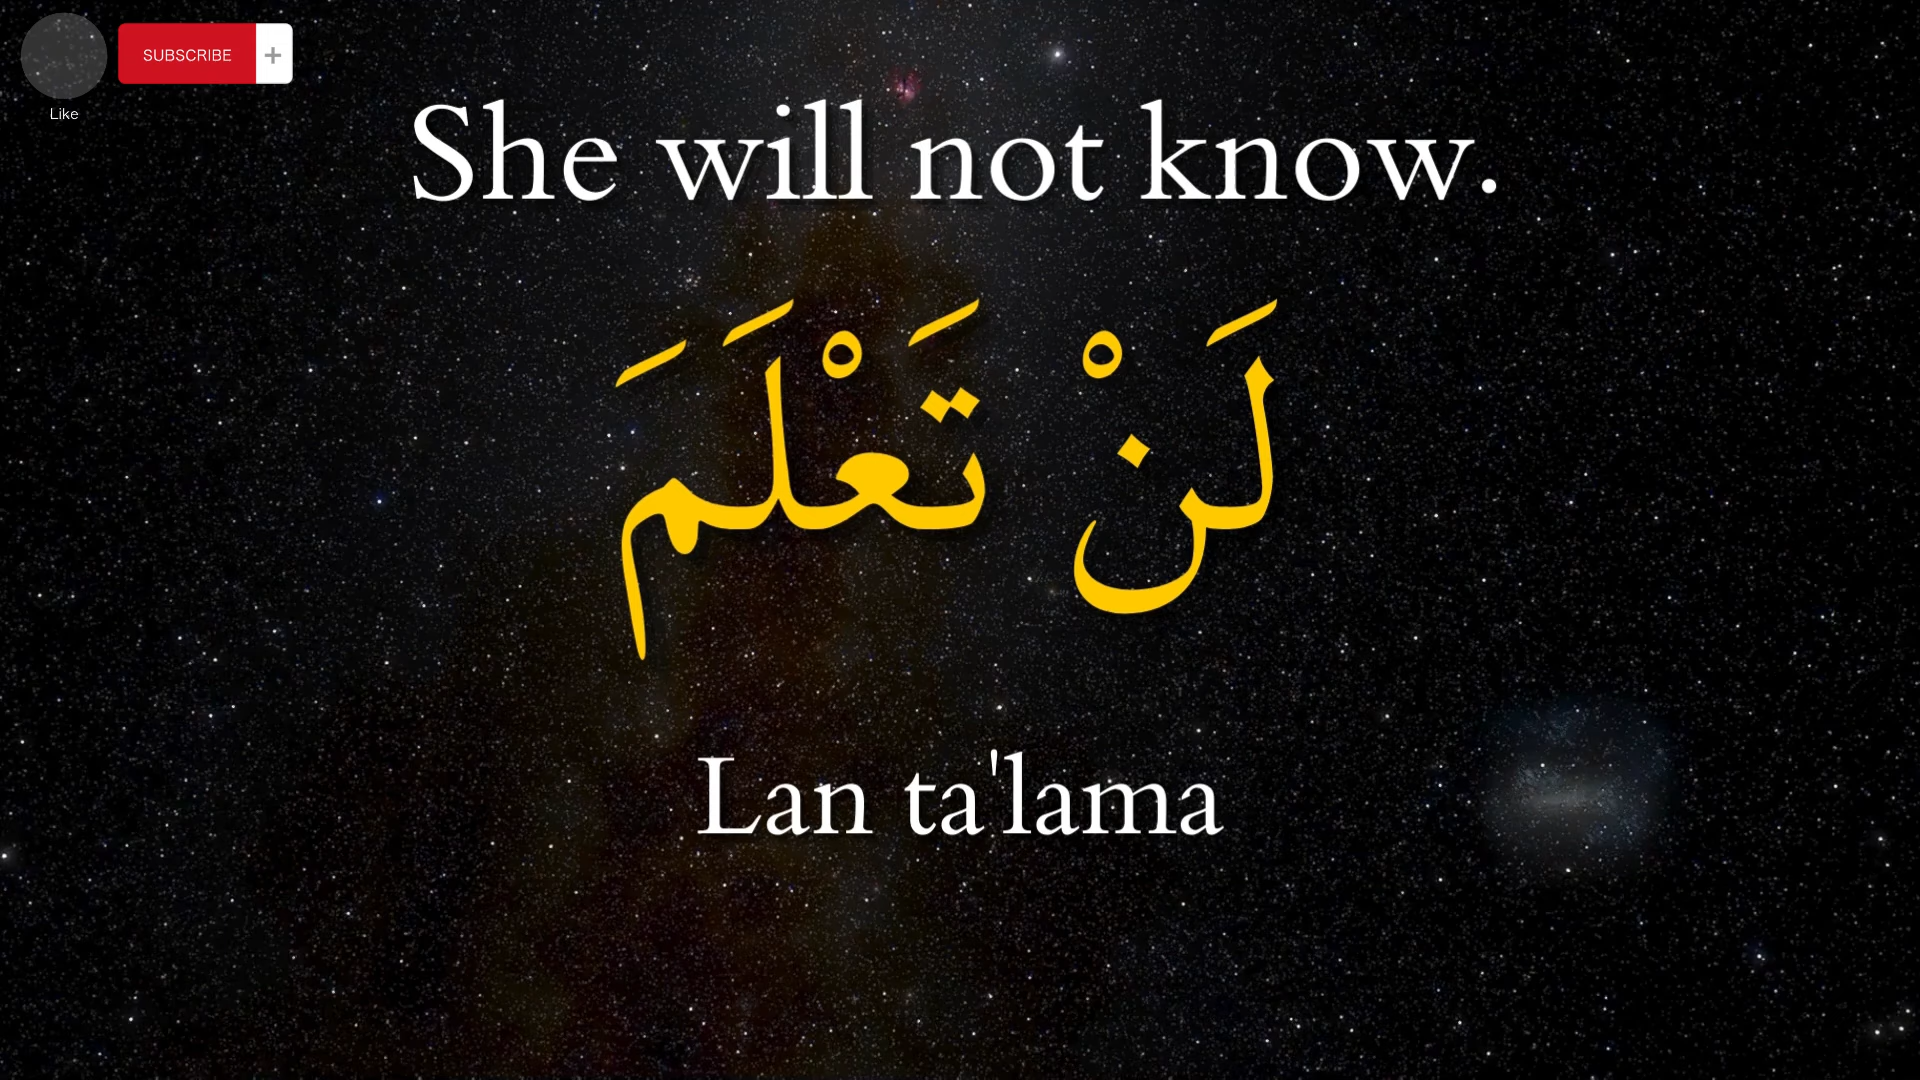 SUBSCRIBE +
Like
She will not know.
لَنْ تَعْلَمَ
Lan ta'lama